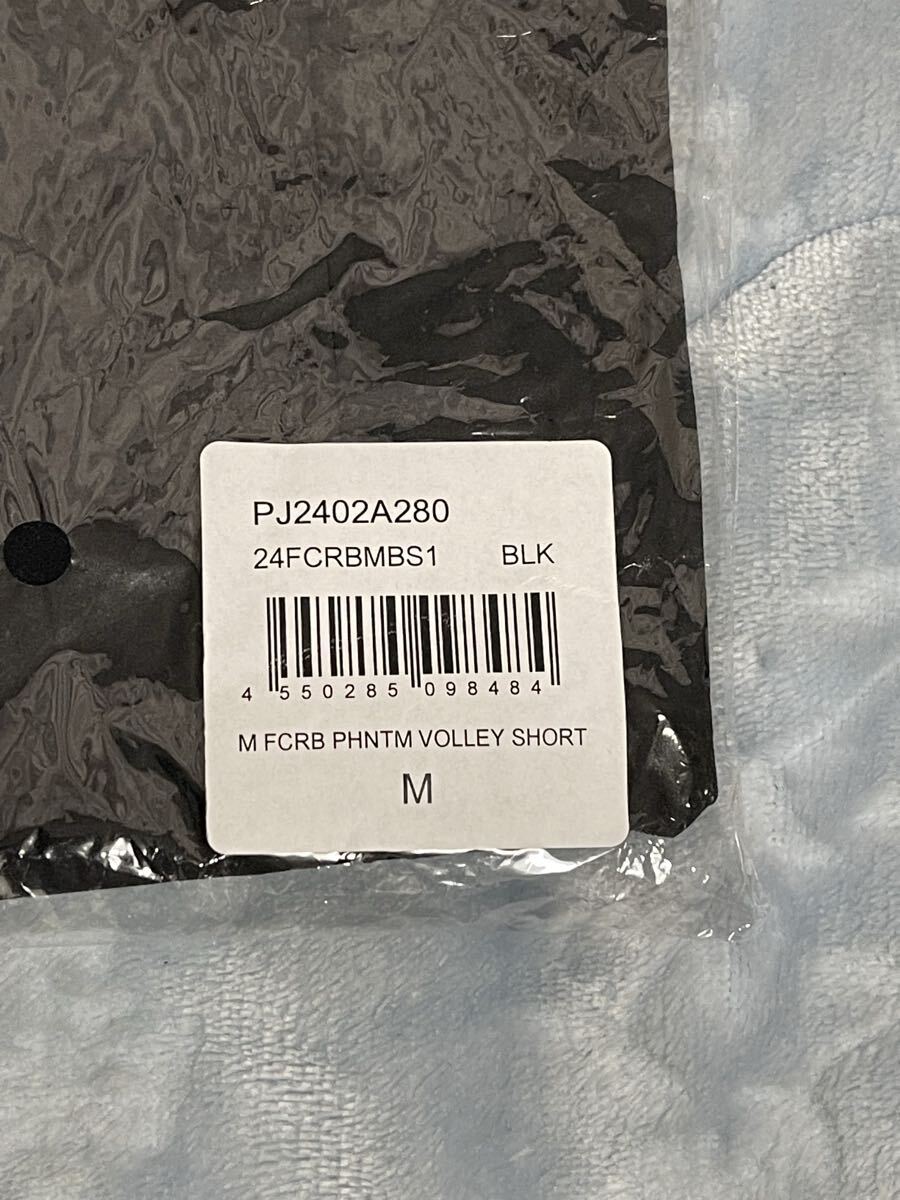 PJ2402A280
24FCRBMBS1 BLK
4 550285 098484
M FCRB PHNTM VOLLEY SHORT
M